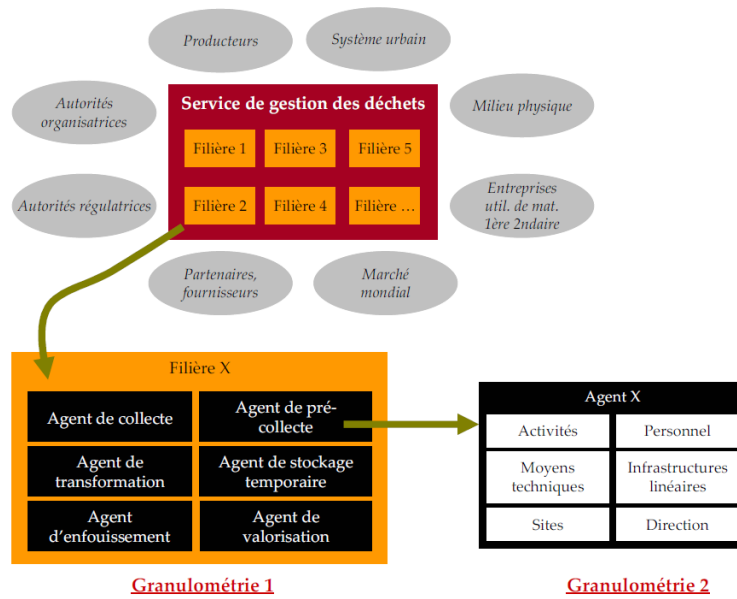 Producteurs
Système urbain
Autorités
organisatrices
Service de gestion des déchets
Milieu physique
Filière 1
Filière 3
Filière 5
Autorités régulatrices
Filière 2
Filière 4
Filière ...
Entreprises
util. de mat.
1ère 2ndaire
Partenaires,
fournisseurs
Marché
mondial
Filière X
Agent de collecte
Agent de pré-
collecte
Agent de
transformation
Agent de stockage
temporaire
Agent
d'enfouissement
Agent de
valorisation
Agent X
Activités
Personnel
Moyens
techniques
Infrastructures
linéaires
Sites
Direction
Granulométrie 1
Granulométrie 2